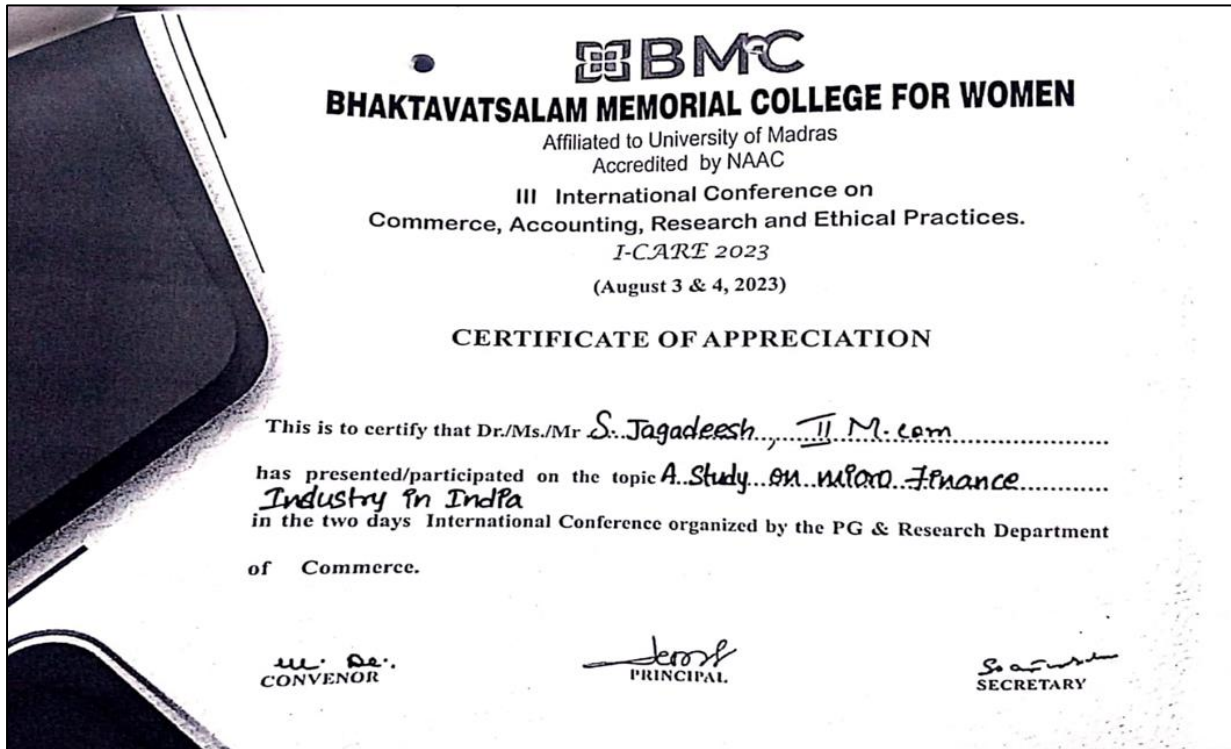 BMC
BHAKTAVATSALAM MEMORIAL COLLEGE FOR WOMEN
Affiliated to University of Madras
Accredited by NAAC
III International Conference on
Commerce, Accounting, Research and Ethical Practices.
I-CARE 2023
(August 3 & 4, 2023)
CERTIFICATE OF APPRECIATION
This is to certify that Dr./Ms./Mr S. Jagadeesh, II M.com
has presented/participated on the topic A Study on micro Finance
Industry in India
in the two days International Conference organized by the PG & Research Department
of Commerce.
CONVENOR PRINCIPAL SECRETARY